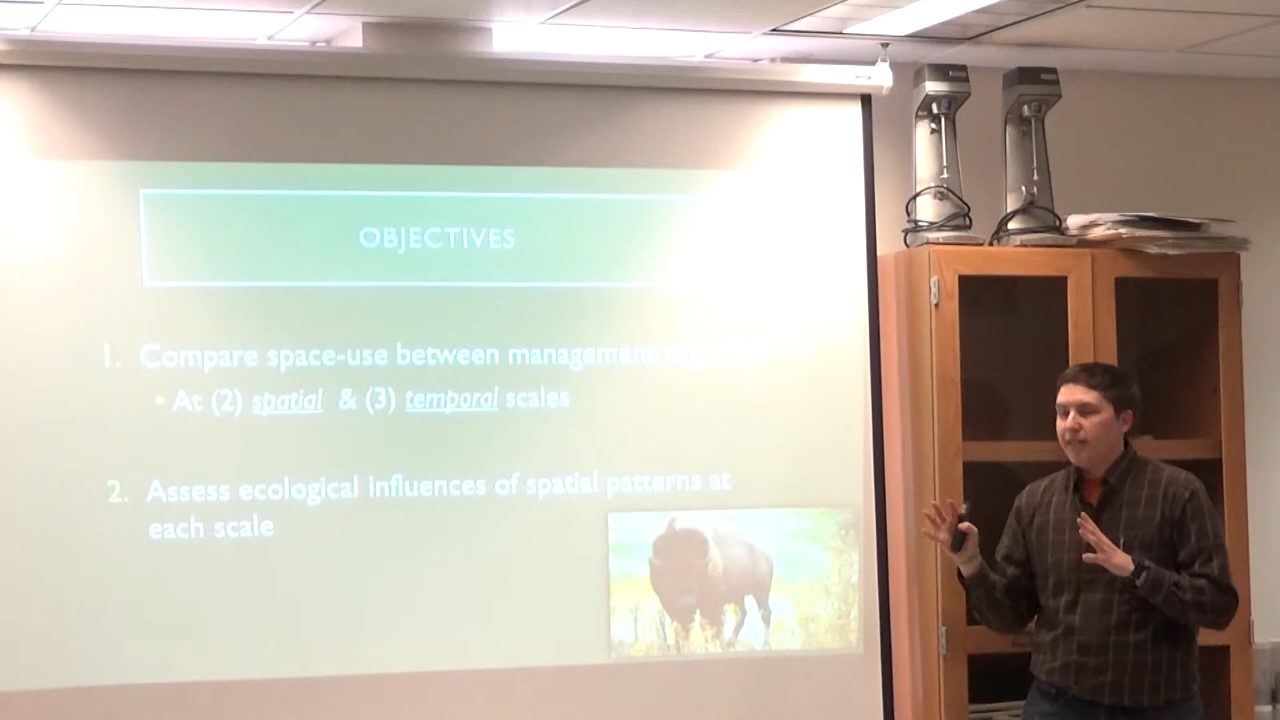 OBJECTIVES
1. Compare space-use between management
• At (2) spatial & (3) temporal scales
2. Assess ecological influences of spatial patterns at
each scale